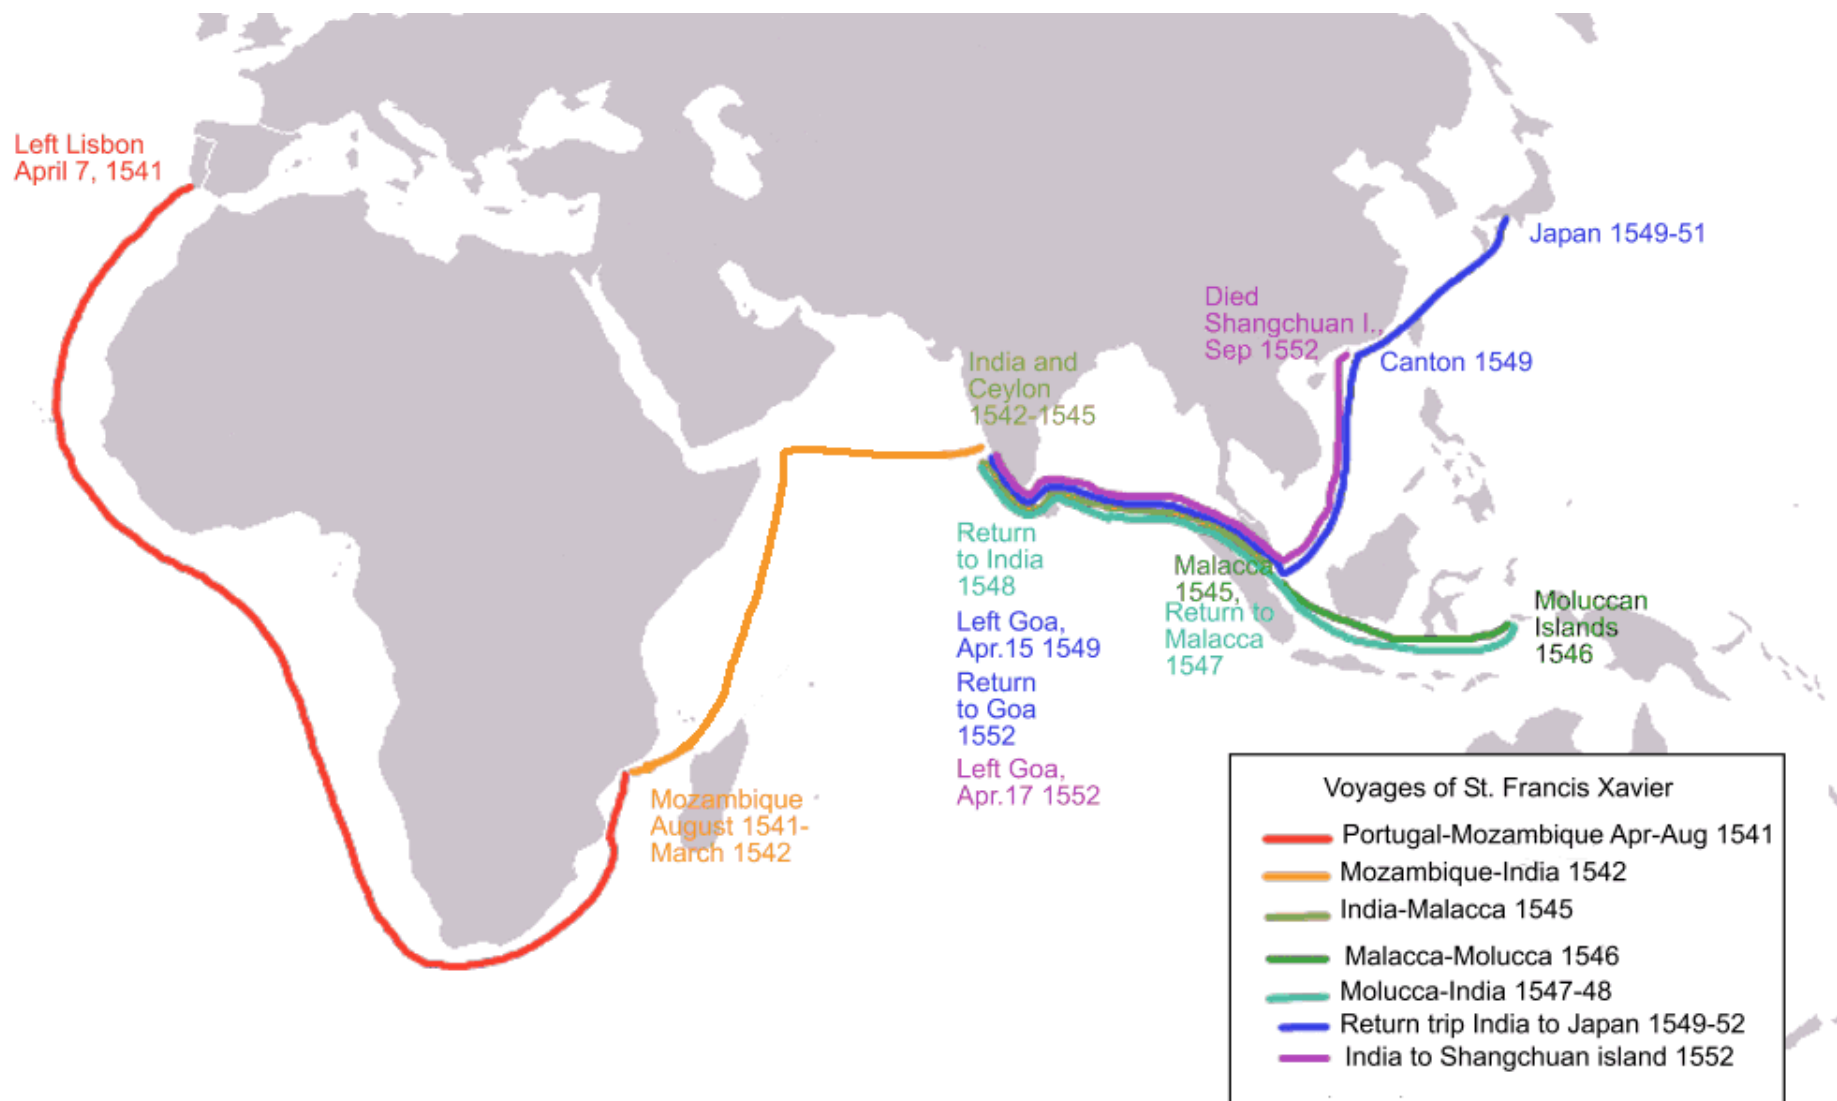 Left Lisbon
April 7, 1541
Japan 1549-51
Died
Shangchuan I.,
Sep 1552
Canton 1549
India and
Ceylon
1542-1545
Return
to India
1548
Left Goa,
Apr.15 1549
Return
to Goa
1552
Left Goa,
Apr.17 1552
Malacca
1545,
Return to
Malacca
1547
Moluccan
Islands
1546
Mozambique
August 1541-
March 1542
Voyages of St. Francis Xavier
Portugal-Mozambique Apr-Aug 1541
Mozambique-India 1542
India-Malacca 1545
Malacca-Molucca 1546
Molucca-India 1547-48
Return trip India to Japan 1549-52
India to Shangchuan island 1552